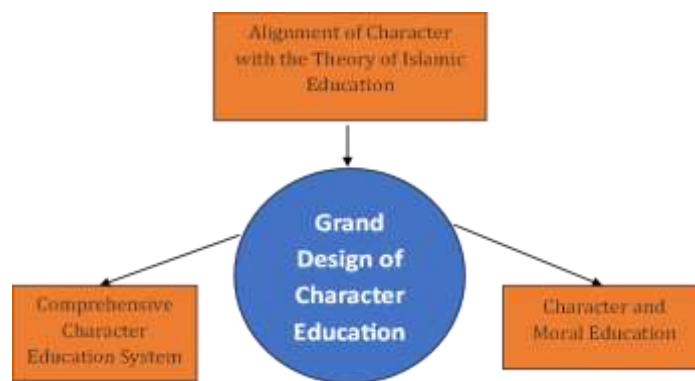 Alignment of Character
with the Theory of Islamic
Education
Grand
Design of
Character
Education
Comprehensive
Character
Education System
Character and
Moral Education